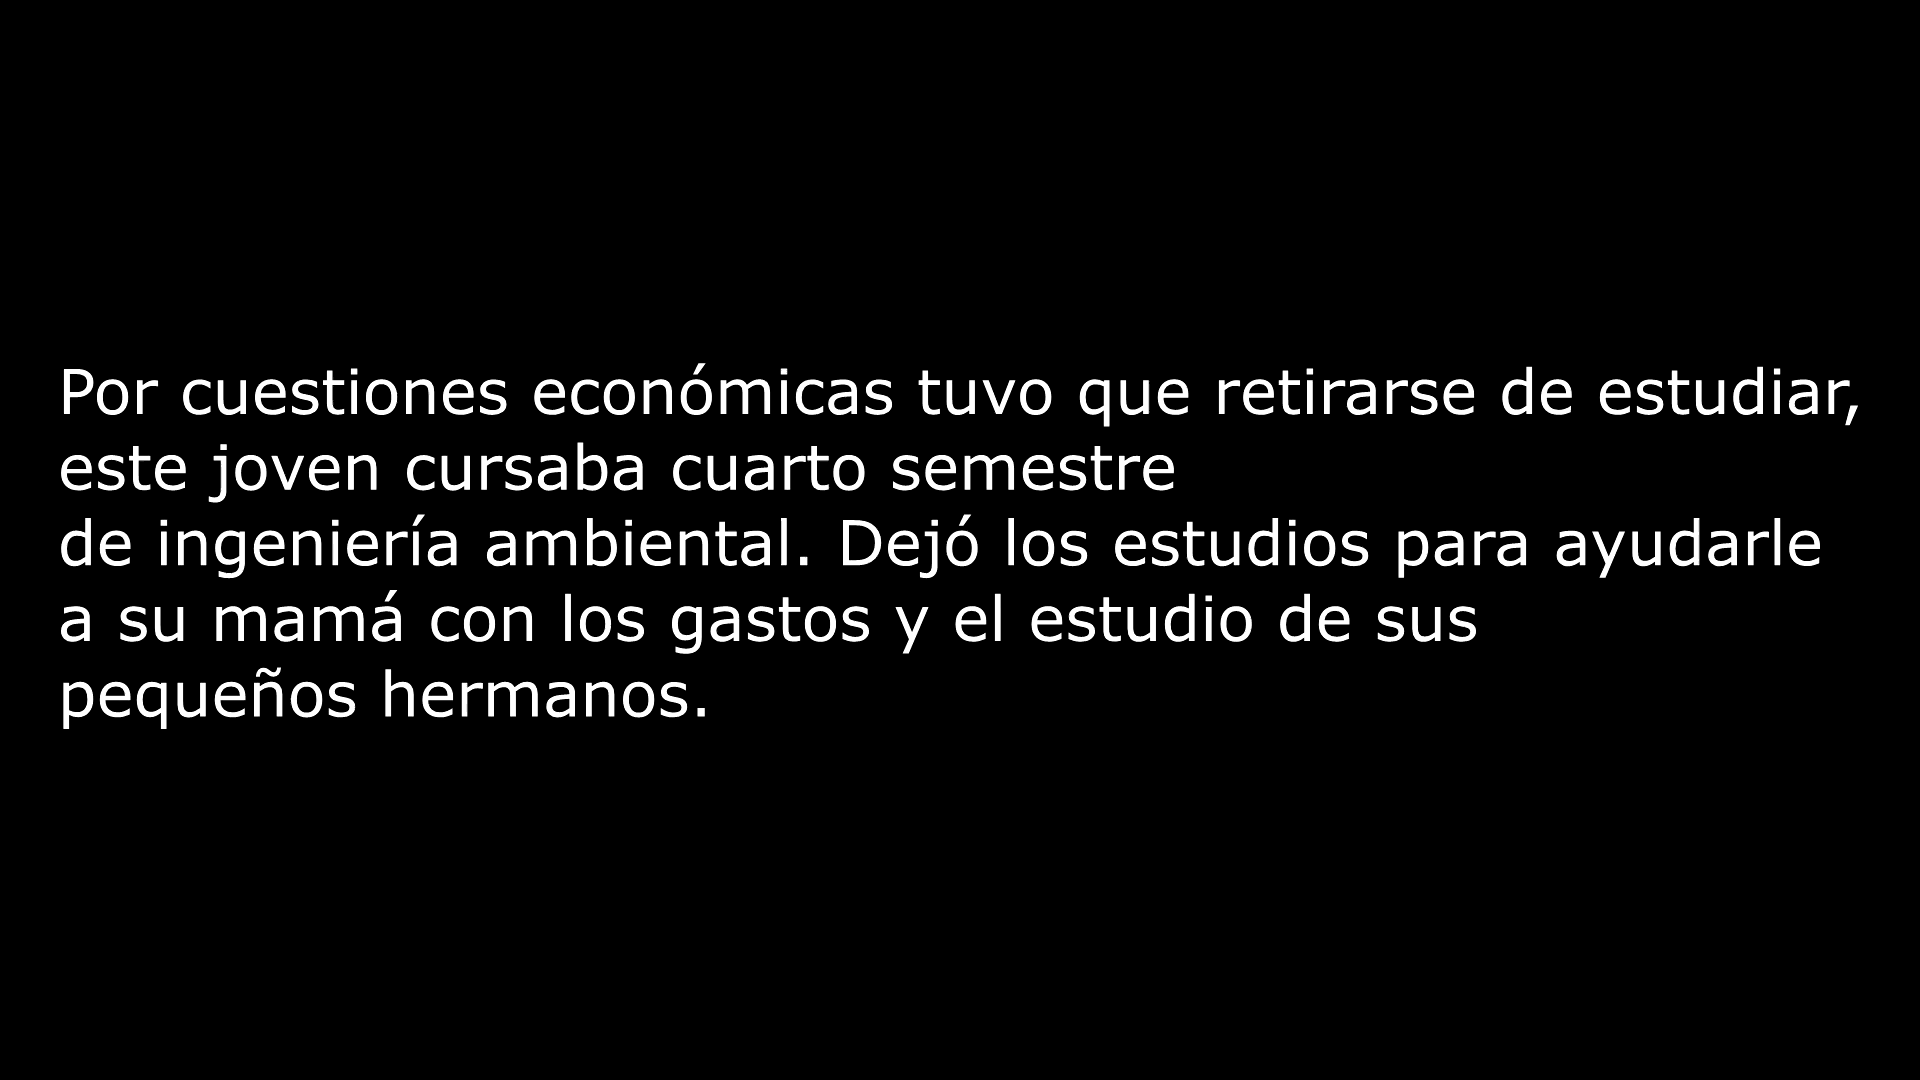 Por cuestiones económicas tuvo que retirarse de estudiar,
este joven cursaba cuarto semestre
de ingeniería ambiental. Dejó los estudios para ayudarle
a su mamá con los gastos y el estudio de sus
pequeños hermanos.